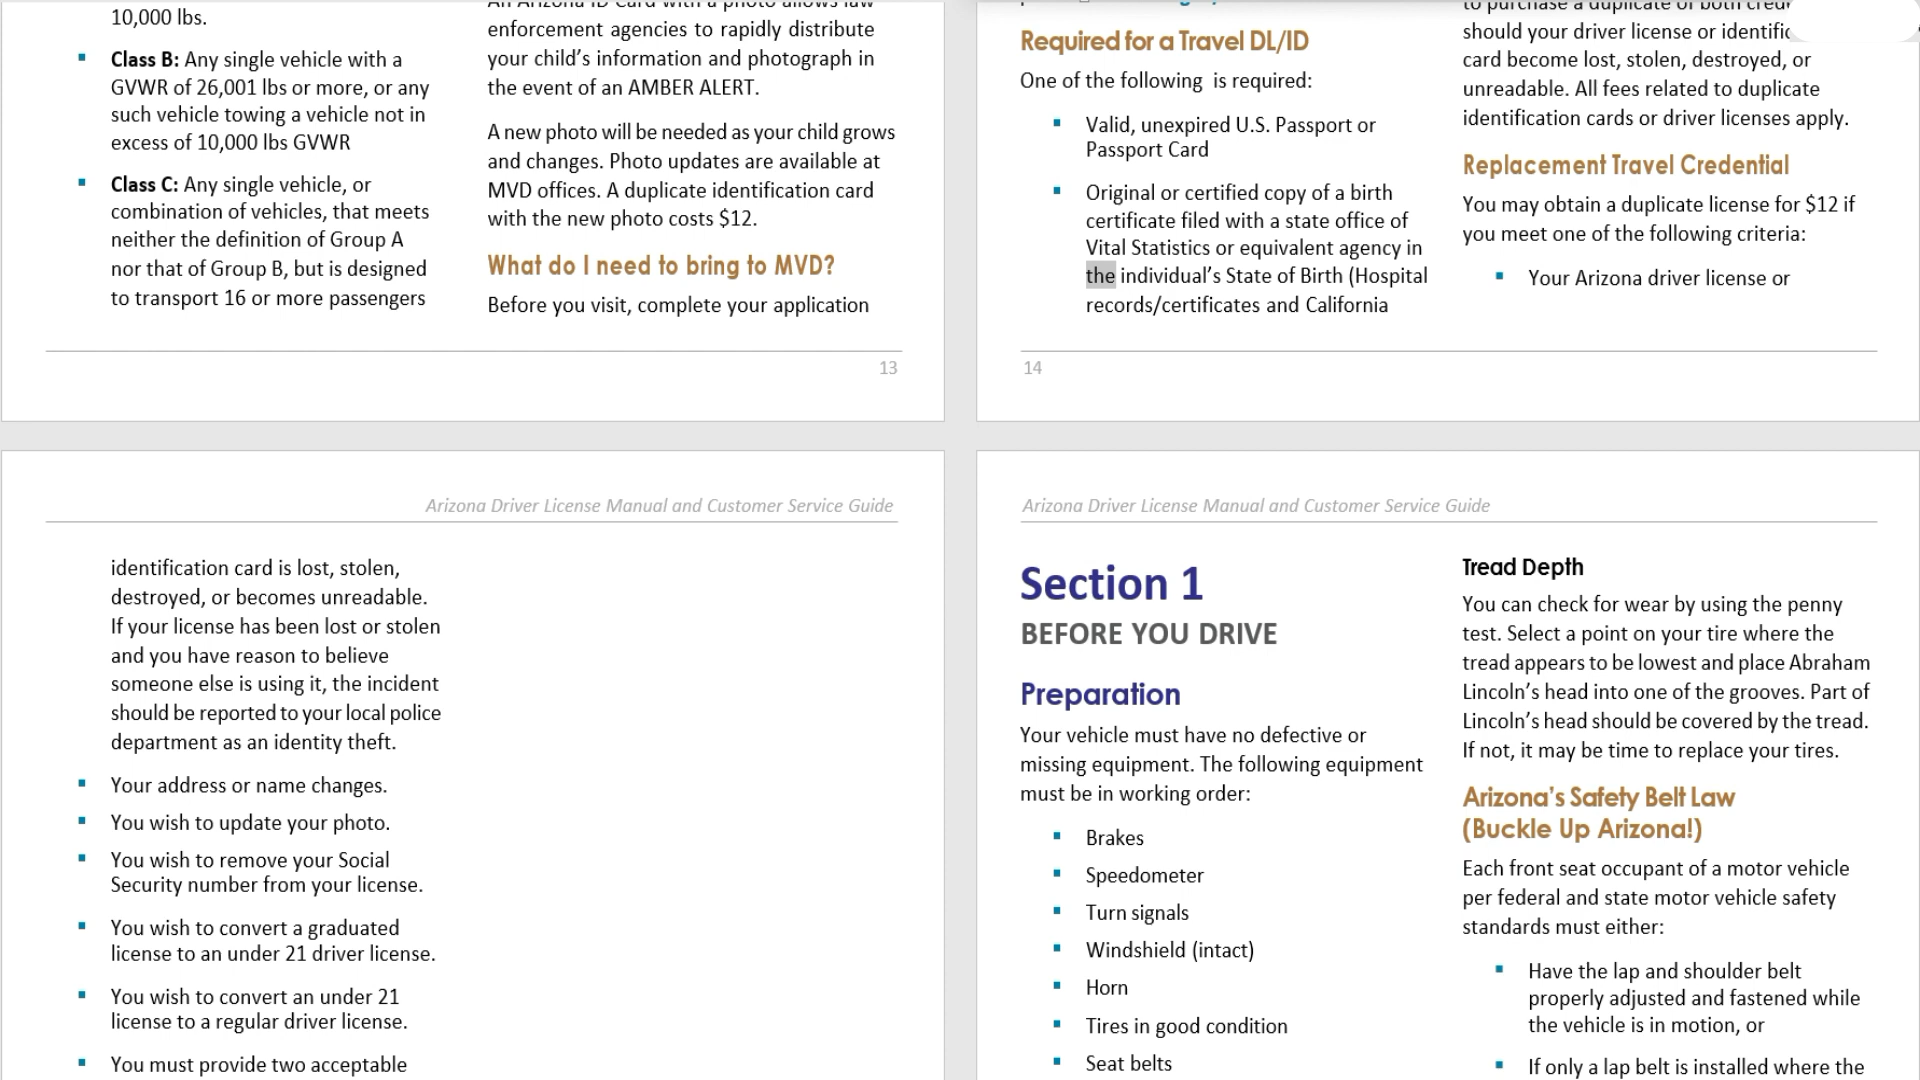 10,000 lbs.
Class B: Any single vehicle with a
GVWR of 26,001 lbs or more, or any
such vehicle towing a vehicle not in
excess of 10,000 lbs GVWR
Class C: Any single vehicle, or
combination of vehicles, that meets
neither the definition of Group A
nor that of Group B, but is designed
to transport 16 or more passengers
An Arizona ID Card with a photo allows law
enforcement agencies to rapidly distribute
your child’s information and photograph in
the event of an AMBER ALERT.
A new photo will be needed as your child grows
and changes. Photo updates are available at
MVD offices. A duplicate identification card
with the new photo costs $12.
What do I need to bring to MVD?
Before you visit, complete your application
13
Required for a Travel DL/ID
One of the following is required:
Valid, unexpired U.S. Passport or
Passport Card
Original or certified copy of a birth
certificate filed with a state office of
Vital Statistics or equivalent agency in
the individual’s State of Birth (Hospital
records/certificates and California
to purchase a duplicate of both
should your driver license or
card become lost, stolen, destroyed, or
unreadable. All fees related to duplicate
identification cards or driver licenses apply.
Replacement Travel Credential
You may obtain a duplicate license for $12 if
you meet one of the following criteria:
Your Arizona driver license or
14
Arizona Driver License Manual and Customer Service Guide
identification card is lost, stolen,
destroyed, or becomes unreadable.
If your license has been lost or stolen
and you have reason to believe
someone else is using it, the incident
should be reported to your local police
department as an identity theft.
Your address or name changes.
You wish to update your photo.
You wish to remove your Social
Security number from your license.
You wish to convert a graduated
license to an under 21 driver license.
You wish to convert an under 21
license to a regular driver license.
You must provide two acceptable
Arizona Driver License Manual and Customer Service Guide
Section 1
BEFORE YOU DRIVE
Preparation
Your vehicle must have no defective or
missing equipment. The following equipment
must be in working order:
Brakes
Speedometer
Turn signals
Windshield (intact)
Horn
Tires in good condition
Seat belts
Tread Depth
You can check for wear by using the penny
test. Select a point on your tire where the
tread appears to be lowest and place Abraham
Lincoln’s head into one of the grooves. Part of
Lincoln’s head should be covered by the tread.
If not, it may be time to replace your tires.
Arizona’s Safety Belt Law
(Buckle Up Arizona!)
Each front seat occupant of a motor vehicle
per federal and state motor vehicle safety
standards must either:
Have the lap and shoulder belt
properly adjusted and fastened while
the vehicle is in motion, or
If only a lap belt is installed where the